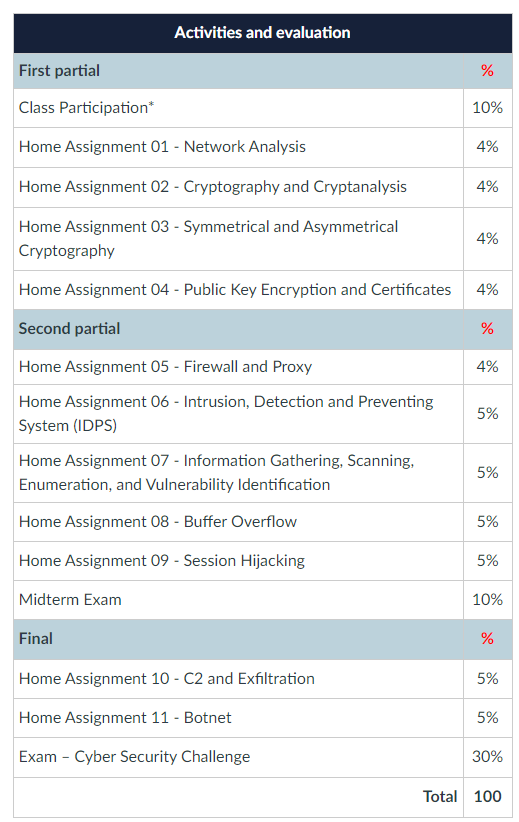 Activities and evaluation
First partial %
Class Participation* 10%
Home Assignment 01 - Network Analysis 4%
Home Assignment 02 - Cryptography and Cryptanalysis 4%
Home Assignment 03 - Symmetrical and Asymmetrical
Cryptography 4%
Home Assignment 04 - Public Key Encryption and Certificates 4%
Second partial %
Home Assignment 05 - Firewall and Proxy 4%
Home Assignment 06 - Intrusion, Detection and Preventing
System (IDPS) 5%
Home Assignment 07 - Information Gathering, Scanning,
Enumeration, and Vulnerability Identification 5%
Home Assignment 08 - Buffer Overflow 5%
Home Assignment 09 - Session Hijacking 5%
Midterm Exam 10%
Final %
Home Assignment 10 - C2 and Exfiltration 5%
Home Assignment 11 - Botnet 5%
Exam – Cyber Security Challenge 30%
Total 100